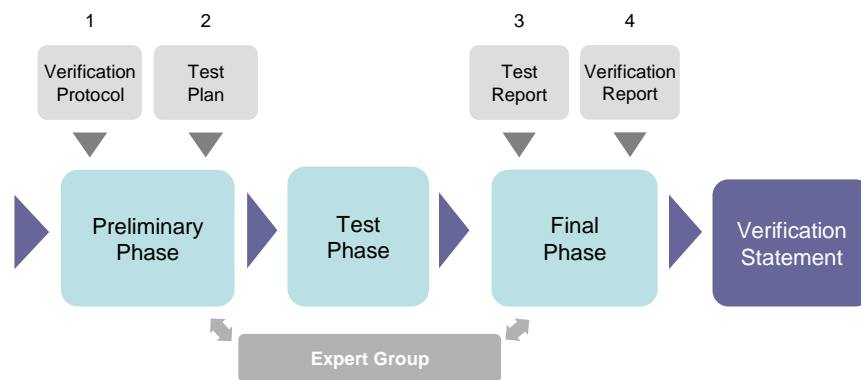 1
2
3
4
Verification
Protocol
Test
Plan
Test
Report
Verification
Report
Preliminary
Phase
Test
Phase
Final
Phase
Verification
Statement
Expert Group